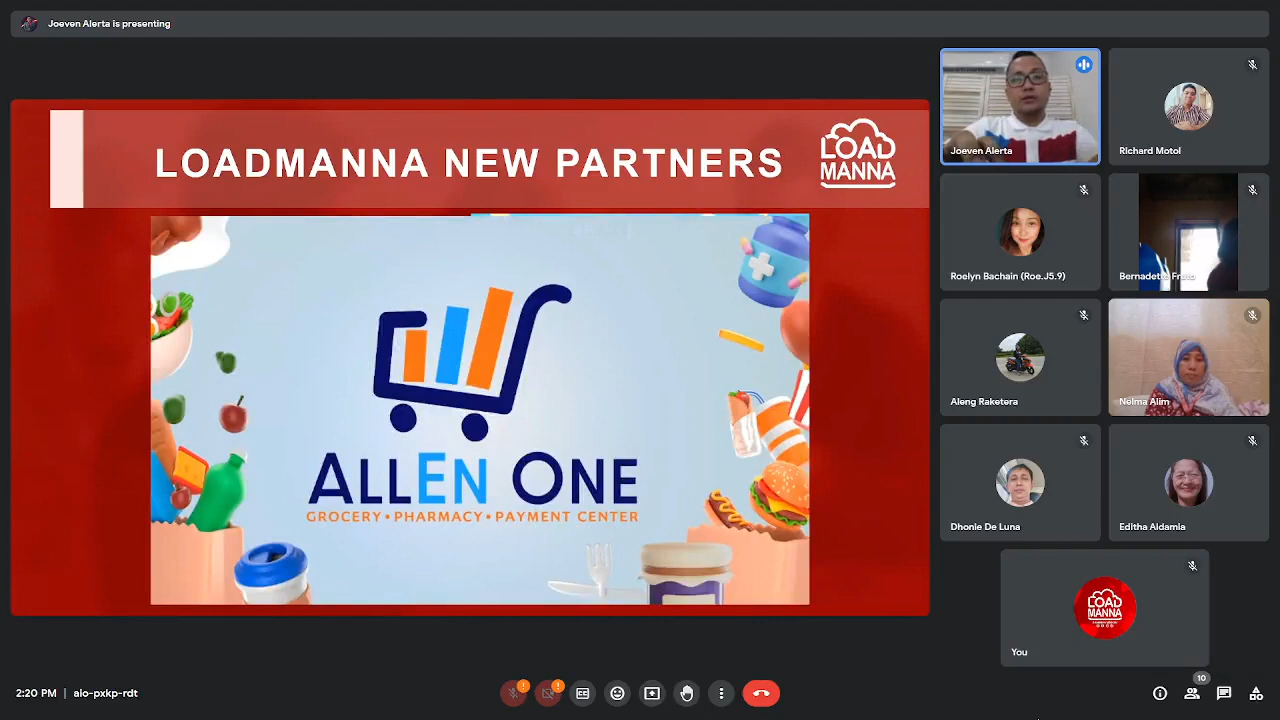 Joeven Alerta is presenting
LOADMANNA NEW PARTNERS
LOAD
MANNA
ALLEN ONE
GROCERY • PHARMACY • PAYMENT CENTER
Joeven Alerta
Richard Motol
Roelyn Bachain (Roe.J5.9)
Aleng Raketera
Nelma Alim
Dhonie De Luna
Editha Aldamia
LOAD
MANNA
You
2:20 PM | aio-pxkp-rdt
10